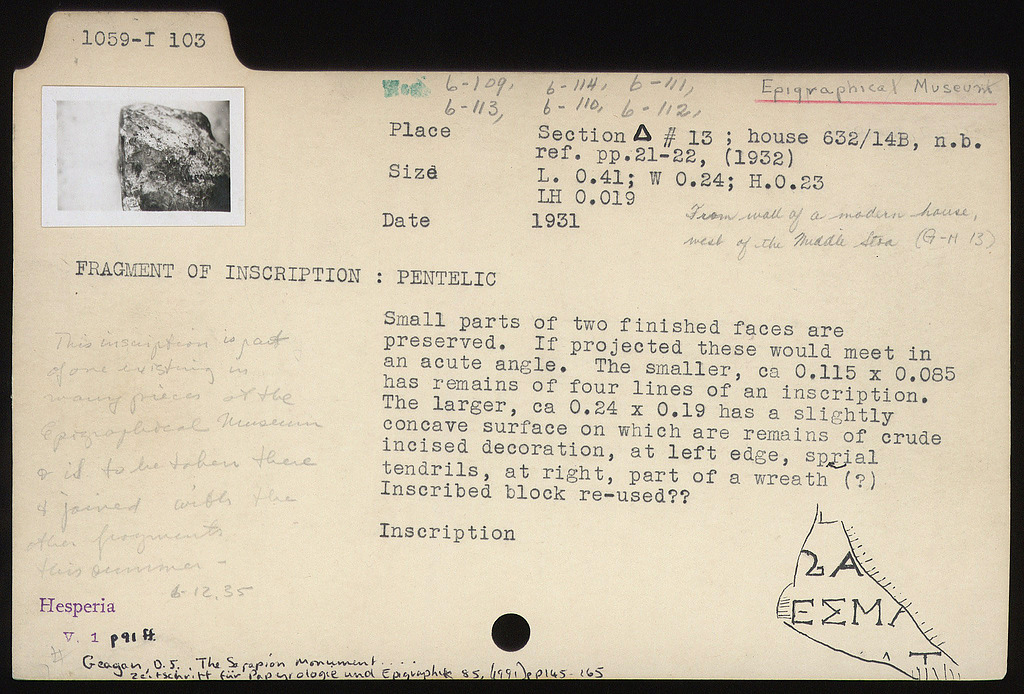 1059-I 103
6-109, 6-114, 6-111,
6-113, 6-110, 6-112,
Epigraphical Museum
Place Section Δ # 13 ; house 632/14B, n.b.
ref. pp.21-22, (1932)
Size L. 0.41; W 0.24; H.0.23
LH 0.019
Date 1931
From wall of a modern house,
west of the Middle Stoa (G-H 13)
FRAGMENT OF INSCRIPTION : PENTELIC
Small parts of two finished faces are
preserved. If projected these would meet in
an acute angle. The smaller, ca 0.115 x 0.085
has remains of four lines of an inscription.
The larger, ca 0.24 x 0.19 has a slightly
concave surface on which are remains of crude
incised decoration, at left edge, sprial
tendrils, at right, part of a wreath (?)
Inscribed block re-used??
Inscription
This inscription is part
of one existing in
many pieces at the
Epigraphical Museum
& is to be taken there
& joined with the
other fragments
this summer -
6-12.35
Hesperia
V. 1 p91 ff.
Geagan, D.J. The Sarapion Monument....
Zeitschrift für Papyrologie und Epigraphik 85, (1991) pp145-165
ΕΣΜ
Τ